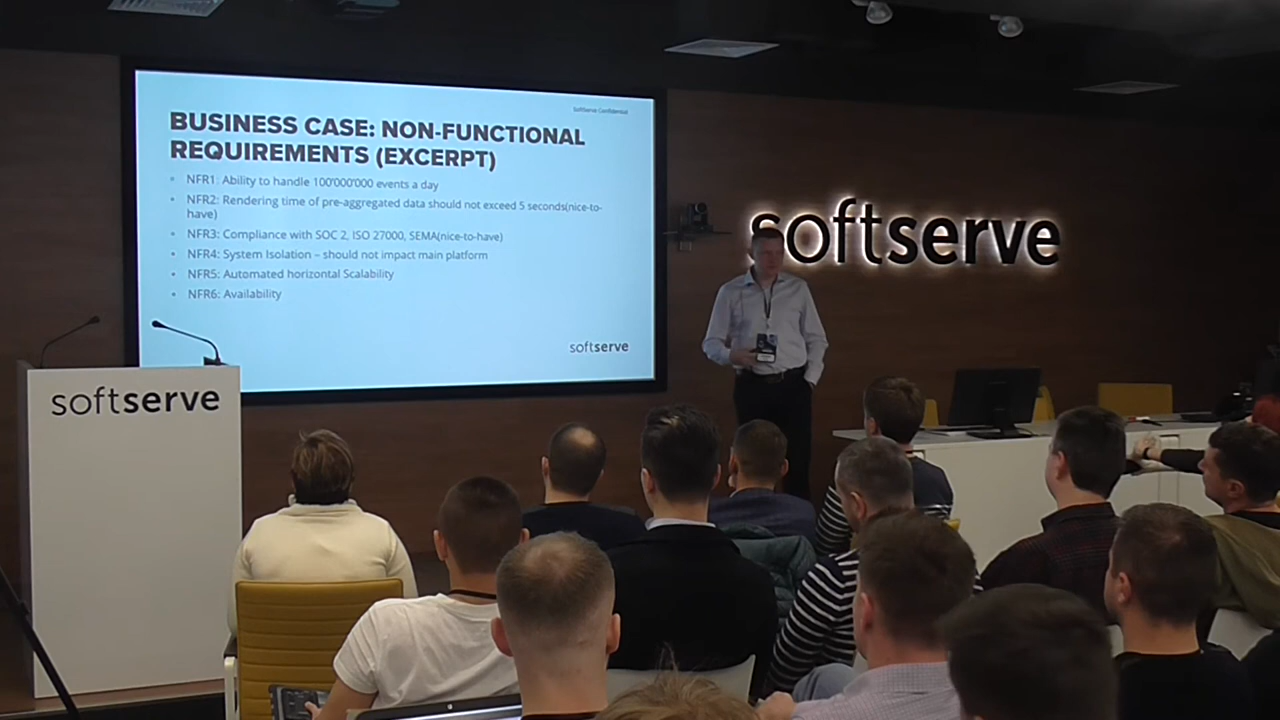 SoftServe Confidential
BUSINESS CASE: NON-FUNCTIONAL
REQUIREMENTS (EXCERPT)
• NFR1: Ability to handle 100'000'000 events a day
• NFR2: Rendering time of pre-aggregated data should not exceed 5 seconds(nice-to-
have)
• NFR3: Compliance with SOC 2, ISO 27000, SEMA(nice-to-have)
• NFR4: System Isolation – should not impact main platform
• NFR5: Automated horizontal Scalability
• NFR6: Availability
softserve
softserve
softserve